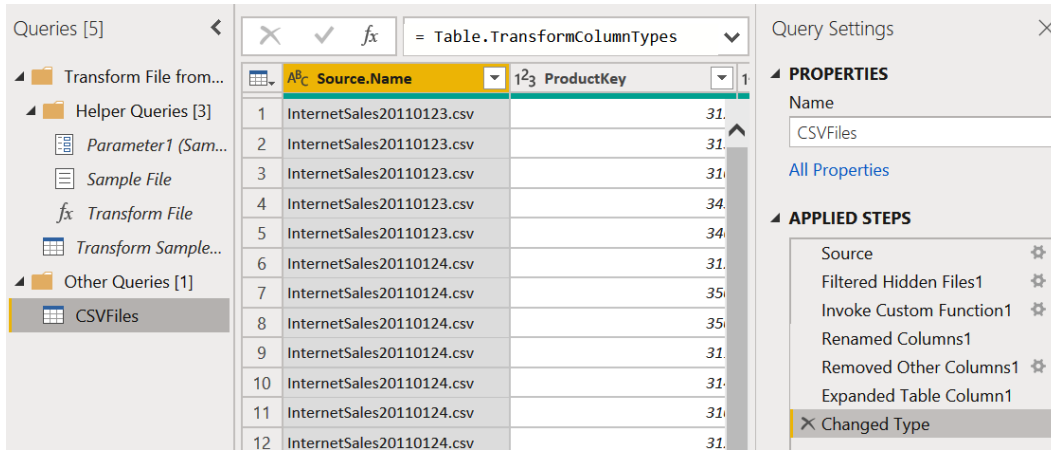 Queries [5]
Transform File from...
Helper Queries [3]
Parameter1 (Sam...
Sample File
fx Transform File
Transform Sample...
Other Queries [1]
CSVFiles
fx = Table.TransformColumnTypes
ABC Source.Name 123 ProductKey
1 InternetSales20110123.csv
2 InternetSales20110123.csv
3 InternetSales20110123.csv
4 InternetSales20110123.csv
5 InternetSales20110123.csv
6 InternetSales20110124.csv
7 InternetSales20110124.csv
8 InternetSales20110124.csv
9 InternetSales20110124.csv
10 InternetSales20110124.csv
11 InternetSales20110124.csv
12 InternetSales20110124.csv
Query Settings
PROPERTIES
Name
CSVFiles
All Properties
APPLIED STEPS
Source
Filtered Hidden Files1
Invoke Custom Function1
Renamed Columns1
Removed Other Columns1
Expanded Table Column1
Changed Type